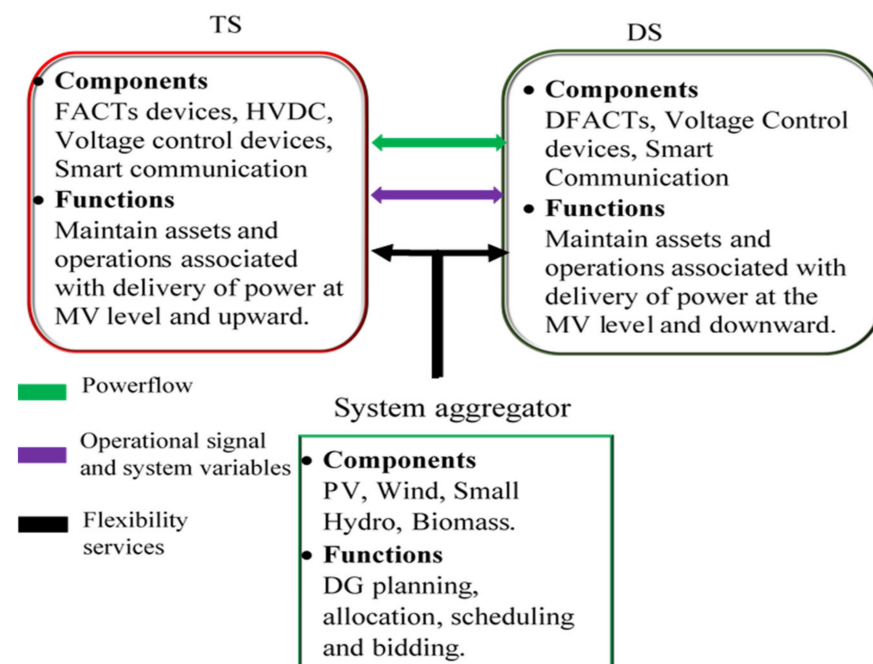 TS
• Components
FACTs devices, HVDC,
Voltage control devices,
Smart communication
• Functions
Maintain assets and
operations associated
with delivery of power at
MV level and upward.
DS
• Components
DFACTs, Voltage Control
devices, Smart
Communication
• Functions
Maintain assets and
operations associated with
delivery of power at the
MV level and downward.
Powerflow
Operational signal
and system variables
Flexibility
services
System aggregator
• Components
PV, Wind, Small
Hydro, Biomass.
• Functions
DG planning,
allocation, scheduling
and bidding.